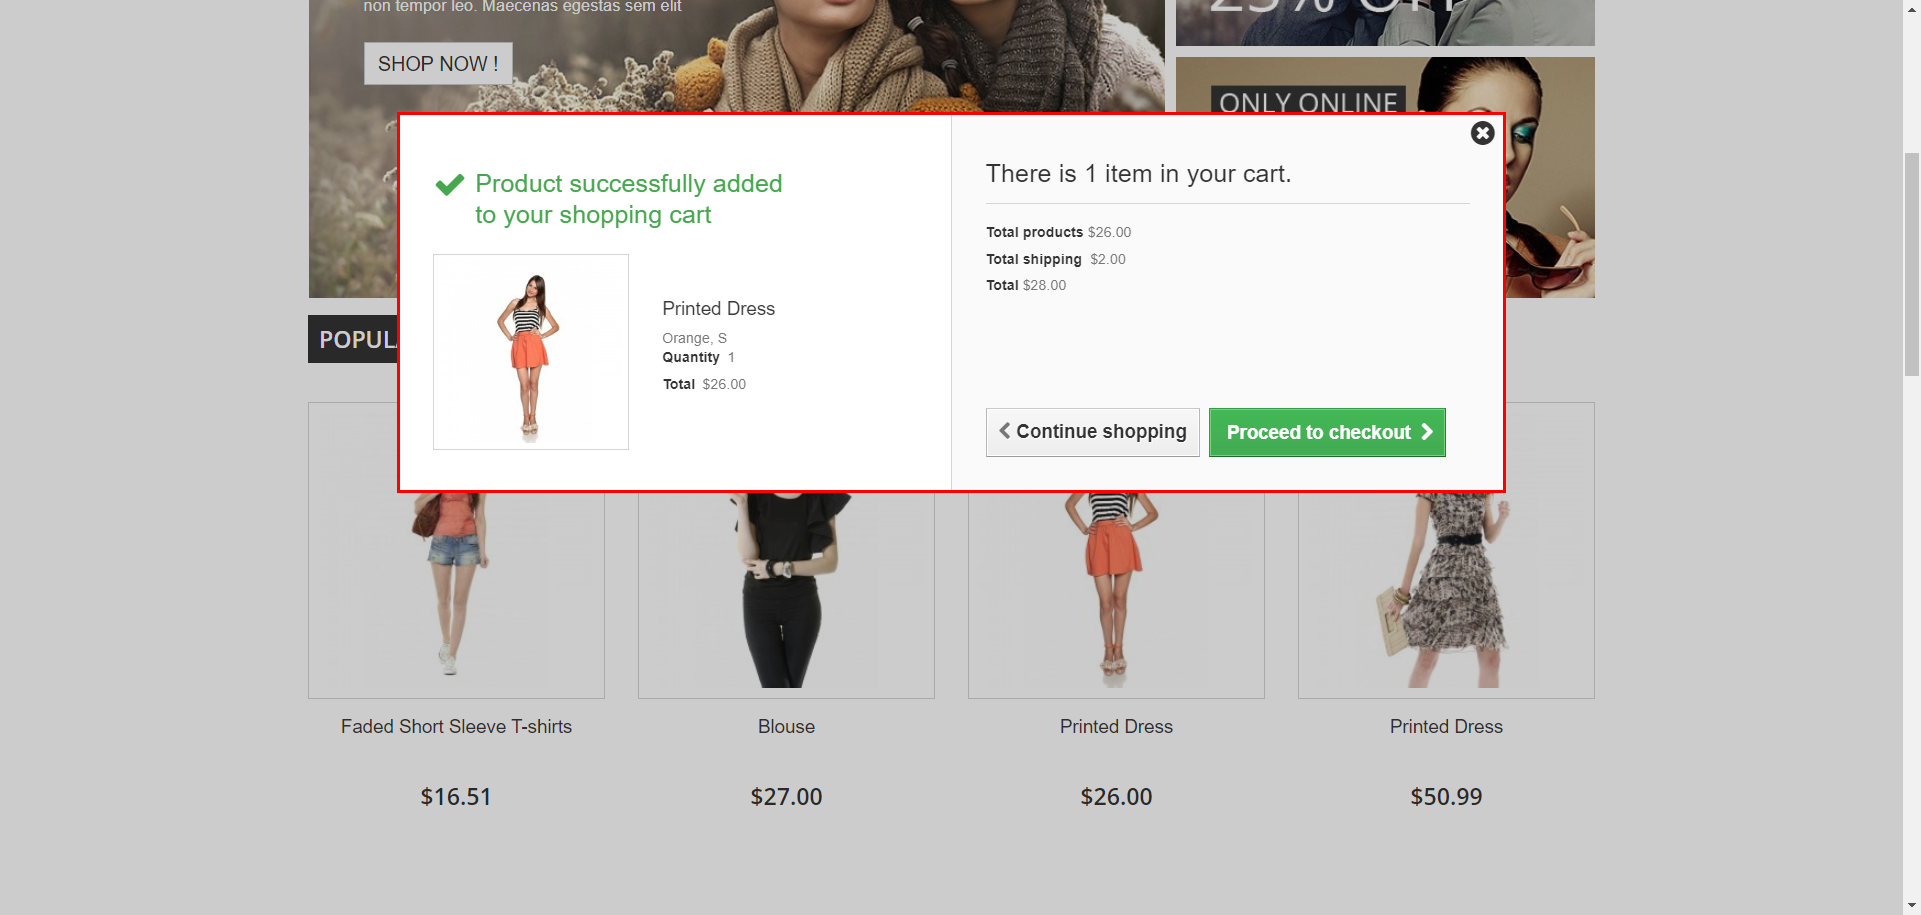 non tempor leo. Maecenas egestas sem elit
SHOP NOW !
ONLY ONLINE
Product successfully added
to your shopping cart
Printed Dress
Orange, S
Quantity 1
Total $26.00
There is 1 item in your cart.
Total products $26.00
Total shipping $2.00
Total $28.00
Continue shopping
Proceed to checkout
Faded Short Sleeve T-shirts
Blouse
Printed Dress
Printed Dress
$16.51
$27.00
$26.00
$50.99